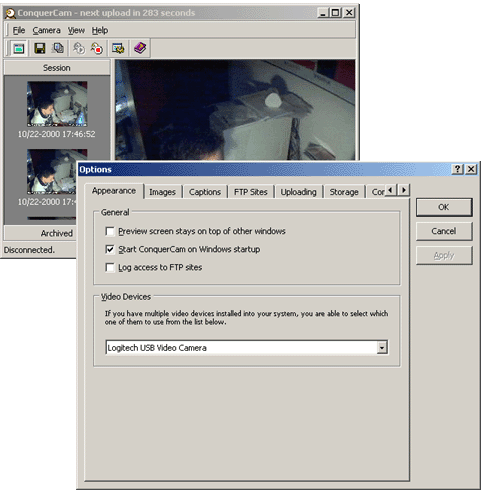 ConquerCam - next upload in 283 seconds
File Camera View Help
Session
10/22-2000 17:46:52
10/22-2000 17:46
Archived
Disconnected.
Options
Appearance Images Captions FTP Sites Uploading Storage
General
Preview screen stays on top of other windows
Start ConquerCam on Windows startup
Log access to FTP sites
Video Devices
If you have multiple video devices installed into your system, you are able to select which
one of them to use from the list below.
Logitech USB Video Camera
OK
Cancel
Apply